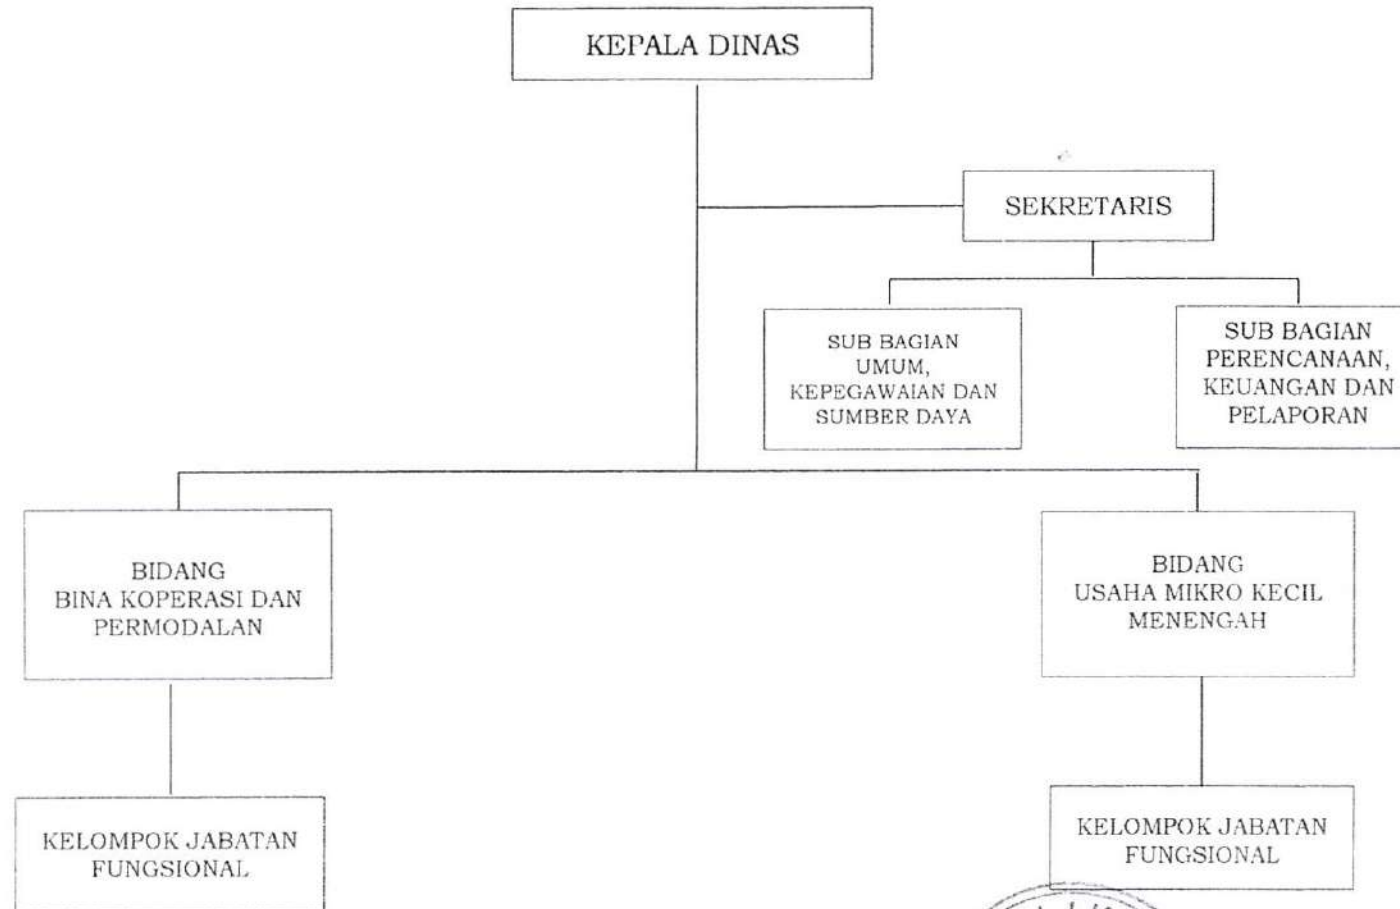 KEPALA DINAS
SEKRETARIS
SUB BAGIAN
UMUM,
KEPEGAWAIAN DAN
SUMBER DAYA
SUB BAGIAN
PERENCANAAN,
KEUANGAN DAN
PELAPORAN
BIDANG
BINA KOPERASI DAN
PERMODALAN
BIDANG
USAHA MIKRO KECIL
MENENGAH
KELOMPOK JABATAN
FUNGSIONAL
KELOMPOK JABATAN
FUNGSIONAL